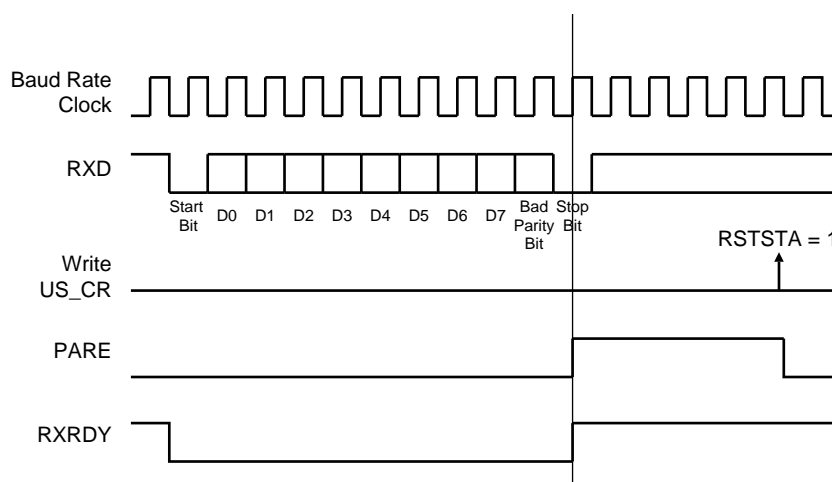 Baud Rate
Clock
RXD
Start
Bit
D0 D1 D2 D3 D4 D5 D6 D7
Bad
Parity
Bit
Stop
Bit
RSTSTA = 1
Write
US_CR
PARE
RXRDY